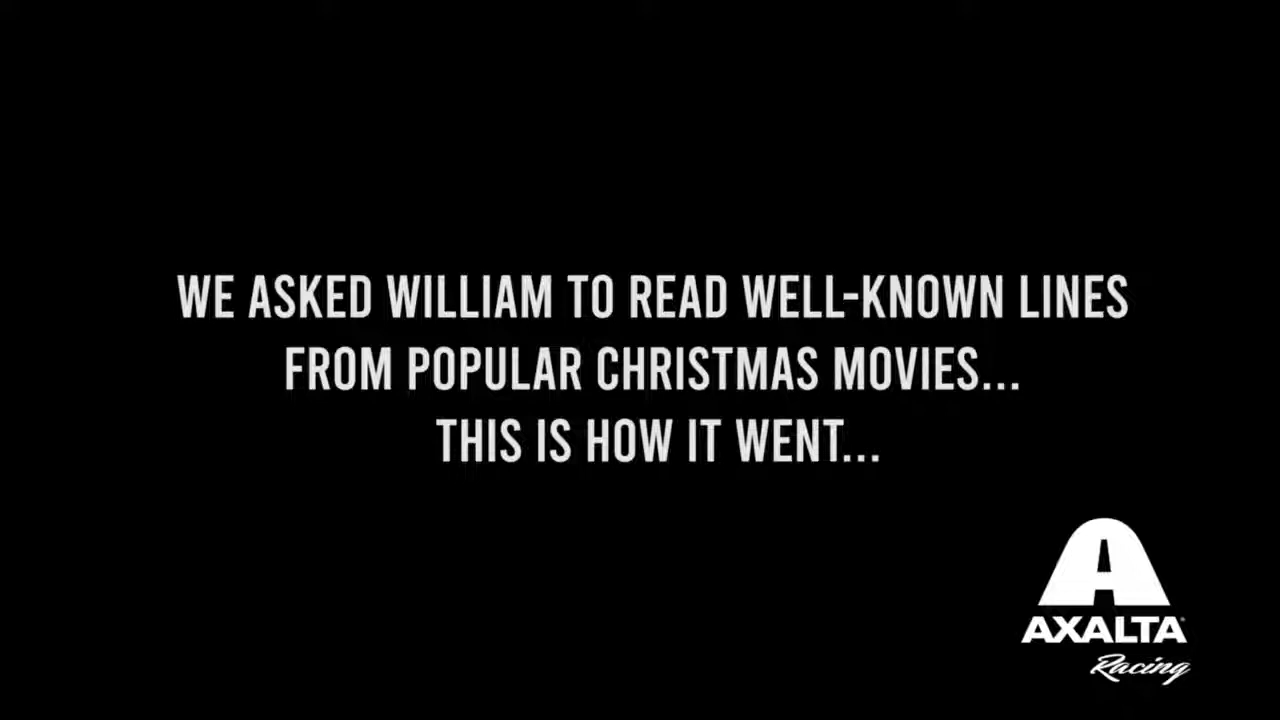 WE ASKED WILLIAM TO READ WELL-KNOWN LINES
FROM POPULAR CHRISTMAS MOVIES...
THIS IS HOW IT WENT...
A
AXALTA
Racing